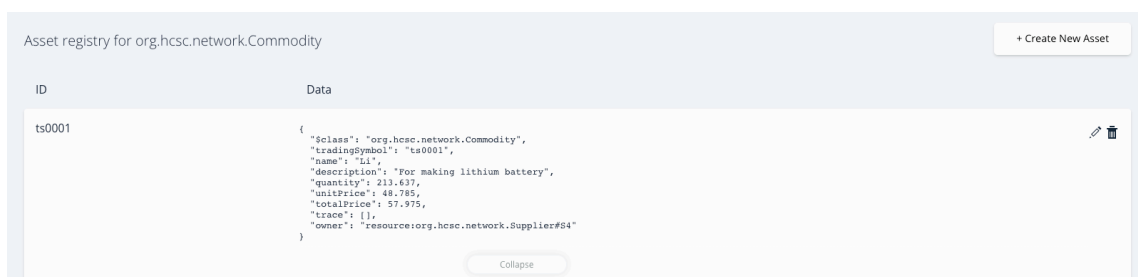 Asset registry for org.hcsc.network.Commodity
+ Create New Asset
ID Data
ts0001
{
"$class": "org.hcsc.network.Commodity",
"tradingSymbol": "ts0001",
"name": "Li",
"description": "For making lithium battery",
"quantity": 213.637,
"unitPrice": 48.785,
"totalPrice": 57.975,
"trace": [],
"owner": "resource:org.hcsc.network.Supplier#S4"
}
Collapse